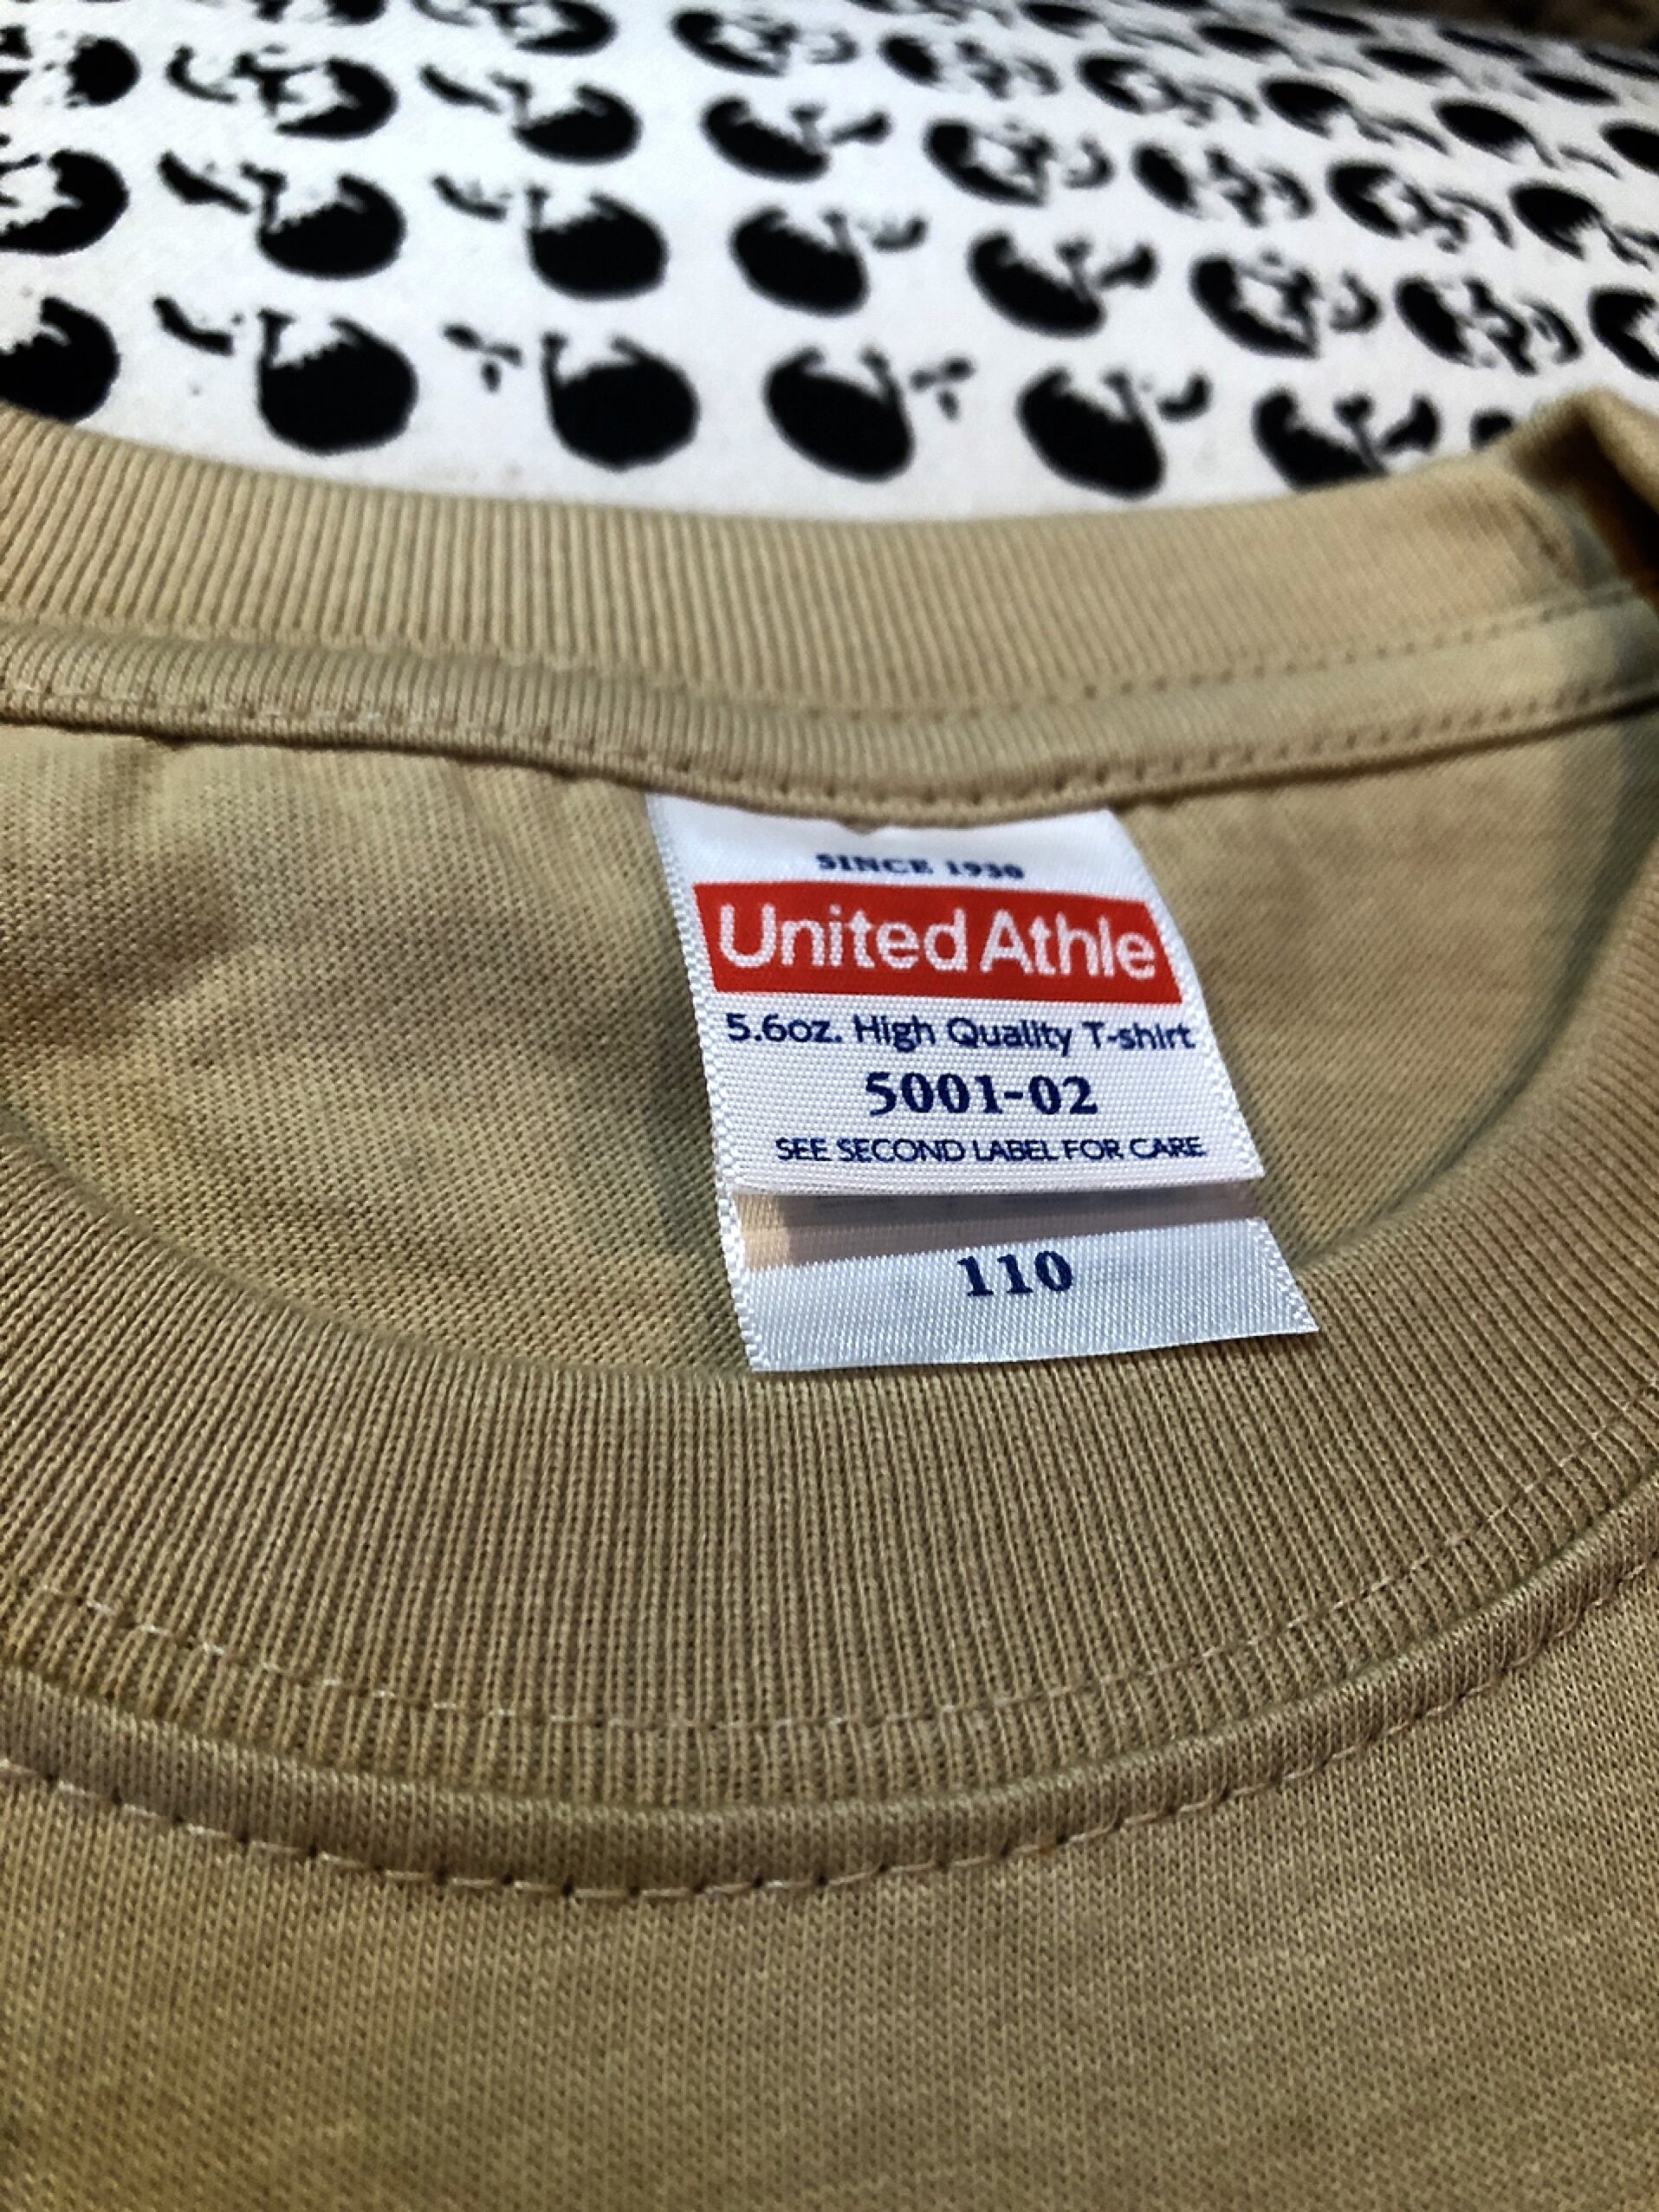 SINCE 1930
United Athle
5.6oz. High Quality T-shirt
5001-02
SEE SECOND LABEL FOR CARE
110